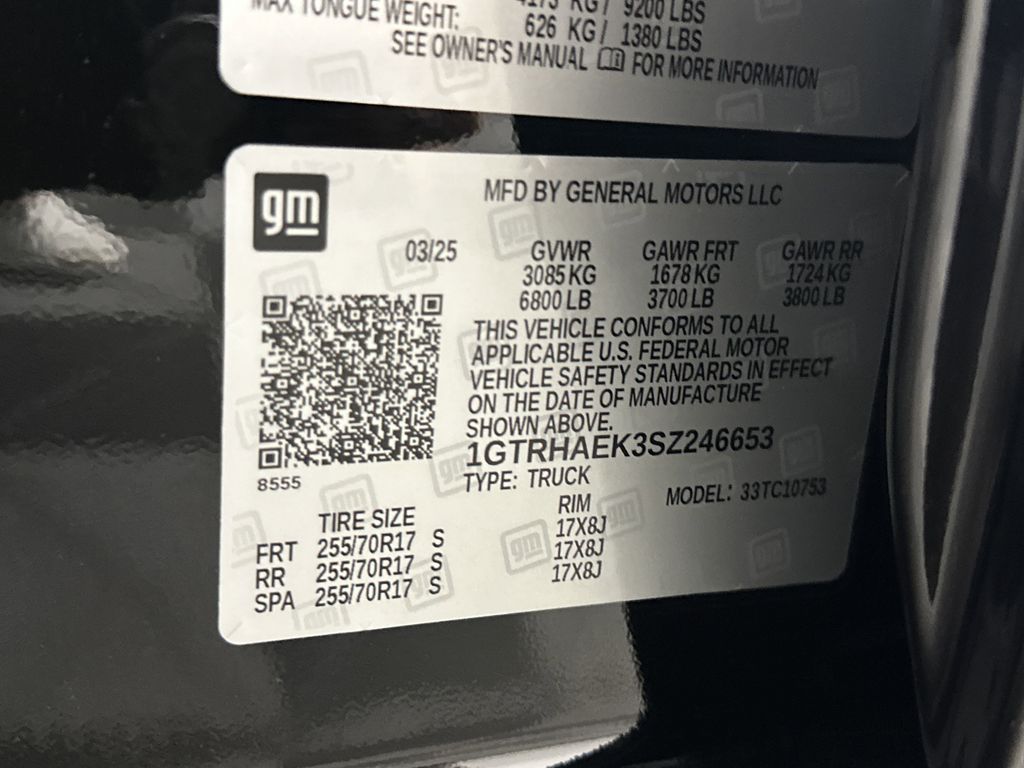 MAX TONGUE WEIGHT: 4173 KG/ 9200 LBS
626 KG/ 1380 LBS
SEE OWNER'S MANUAL FOR MORE INFORMATION
gm
MFD BY GENERAL MOTORS LLC
03/25 GVWR GAWR FRT GAWR RR
3085 KG 1678 KG 1724 KG
6800 LB 3700 LB 3800 LB
THIS VEHICLE CONFORMS TO ALL
APPLICABLE U.S. FEDERAL MOTOR
VEHICLE SAFETY STANDARDS IN EFFECT
ON THE DATE OF MANUFACTURE
SHOWN ABOVE.
1GTRHAEK3SZ246653
8555
TYPE: TRUCK MODEL: 33TC10753
TIRE SIZE RIM
FRT 255/70R17 S 17X8J
RR 255/70R17 S 17X8J
SPA 255/70R17 S 17X8J